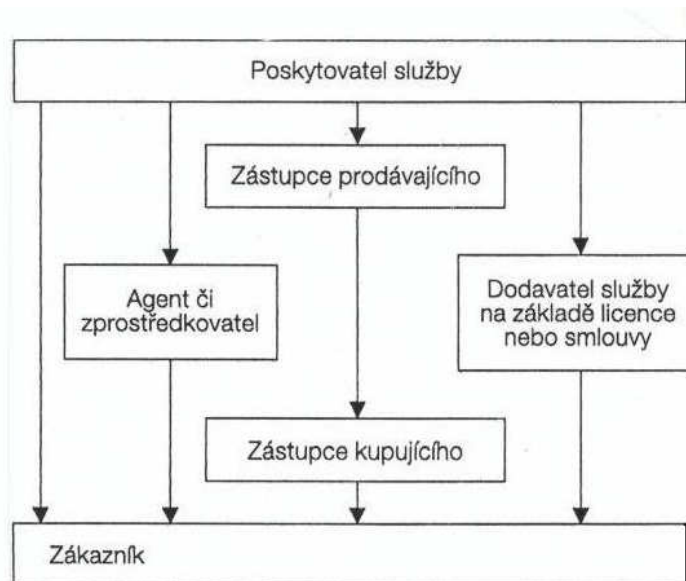 Poskytovatel služby
Zástupce prodávajícího
Agent či
zprostředkovatel
Dodavatel služby
na základě licence
nebo smlouvy
Zástupce kupujícího
Zákazník